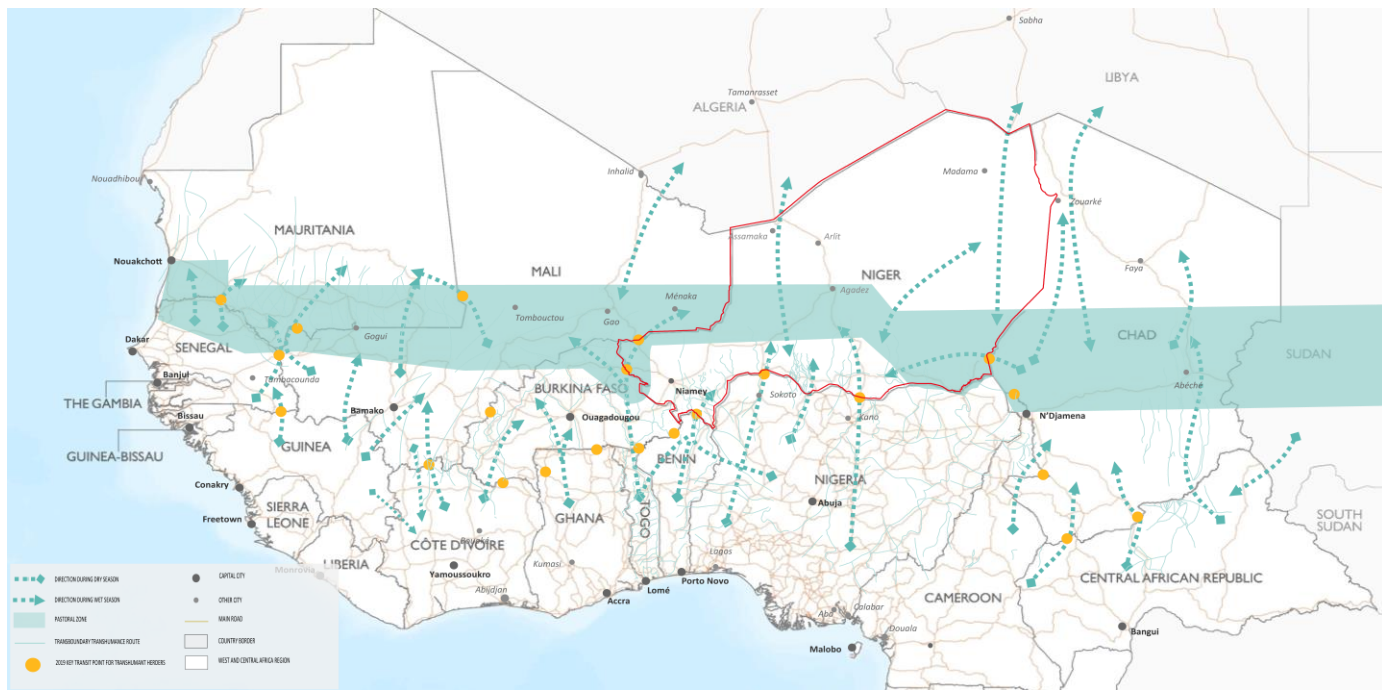 Sabha
LIBYA
Tamanrasset
ALGERIA
Inhalid
Madama
Nouadhibou
Zouarké
MAURITANIA
Assamaka
Arlit
Nouakchott
MALI
NIGER
Faya
Agadez
Ménaka
Tombouctou
Gao
Gogui
CHAD
Dakar
SENEGAL
SUDAN
Banjul
Tambacounda
BURKINA FASO
Niamey
Abéché
THE GAMBIA
Bamako
Sokoto
Bissau
Ouagadougou
Kano
N'Djamena
GUINEA
GUINEA-BISSAU
BENIN
NIGERIA
Conakry
Abuja
SIERRA
LEONE
GHANA
TOGO
SOUTH
SUDAN
Freetown
CÔTE D'IVOIRE
Bouake
Lagos
LIBERIA
Yamoussoukro
Kumasi
Porto Novo
CENTRAL AFRICAN REPUBLIC
Monrovia
Abijdjan
Accra
Lomé
CAMEROON
Aba
Calabar
Douala
Bangui
Malobo
DIRECTION DURING DRY SEASON
CAPITAL CITY
DIRECTION DURING WET SEASON
OTHER CITY
PASTORAL ZONE
MAIN ROAD
TRANSBOUNDARY TRANSHUMANCE ROUTE
COUNTRY BORDER
2019 KEY TRANSIT POINT FOR TRANSHUMANT HERDERS
WEST AND CENTRAL AFRICA REGION